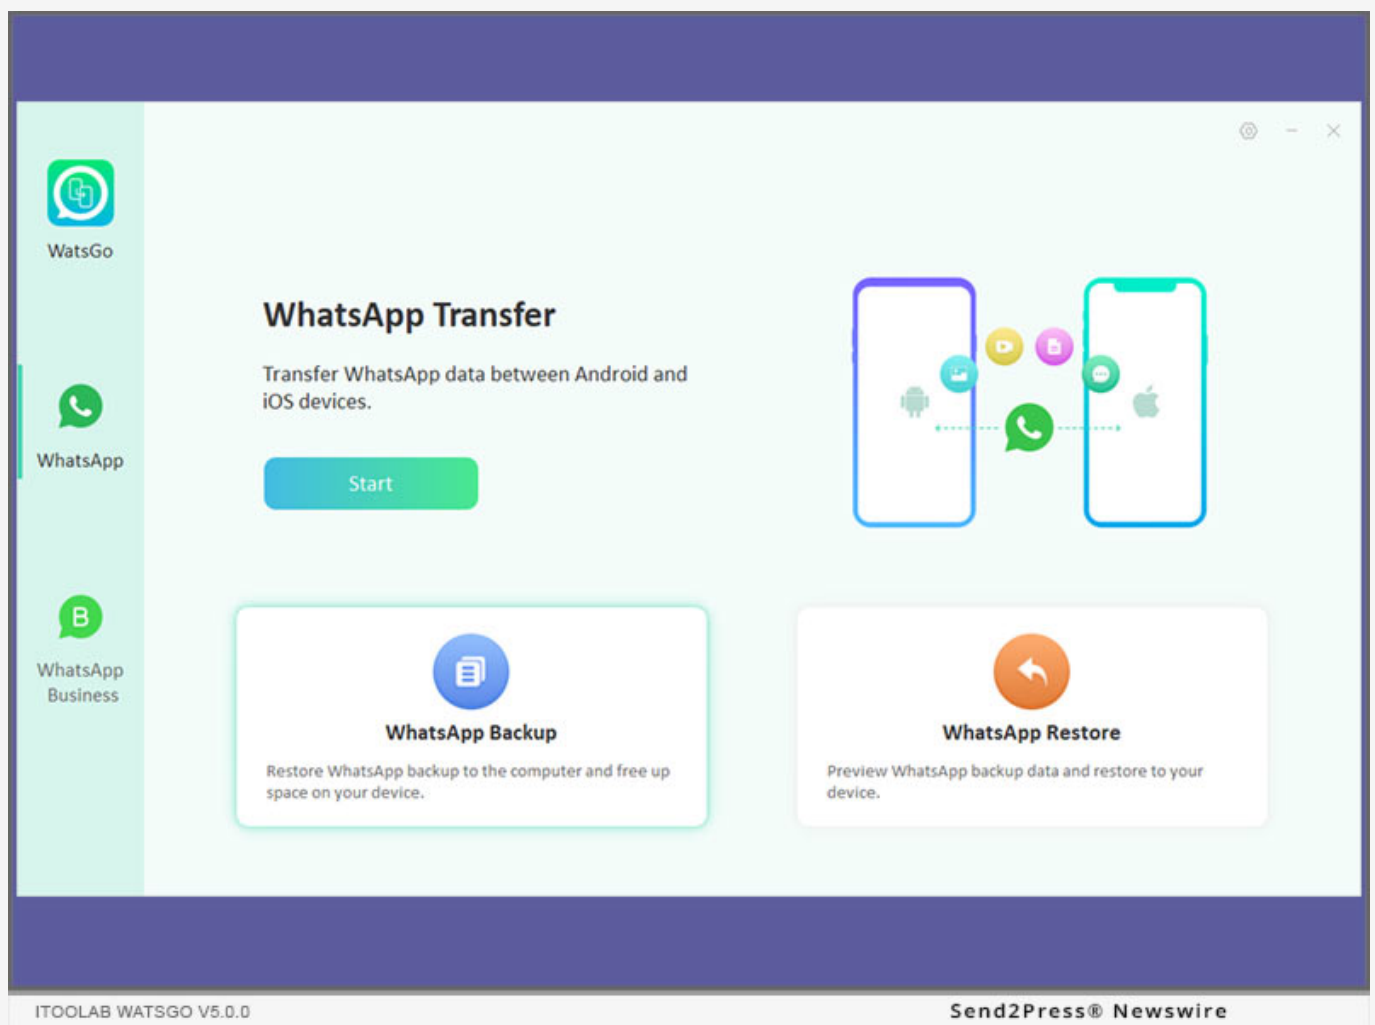 WatsGo
WhatsApp
WhatsApp
Business
WhatsApp Transfer
Transfer WhatsApp data between Android and
iOS devices.
Start
WhatsApp Backup
Restore WhatsApp backup to the computer and free up
space on your device.
WhatsApp Restore
Preview WhatsApp backup data and restore to your
device.
ITOOLAB WATSGO V5.0.0
Send2Press® Newswire